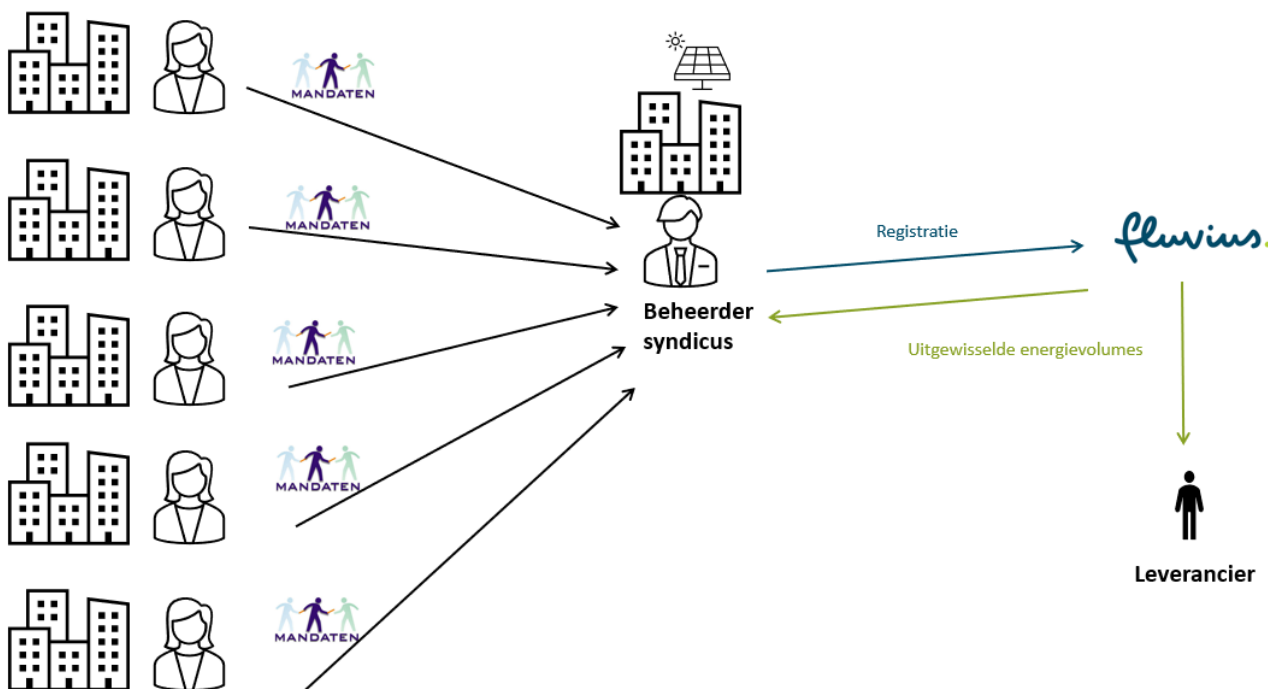 MANDATEN
MANDATEN
MANDATEN
MANDATEN
MANDATEN
Beheerder
syndicus
Registratie
fluvius.
Uitgewisselde energievolumes
Leverancier